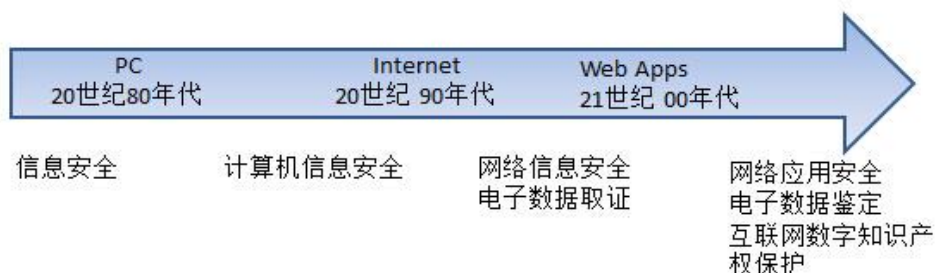 PC
20世纪80年代
Internet
20世纪 90年代
Web Apps
21世纪 00年代
信息安全
计算机信息安全
网络信息安全
电子数据取证
网络应用安全
电子数据鉴定
互联网数字知识产
权保护